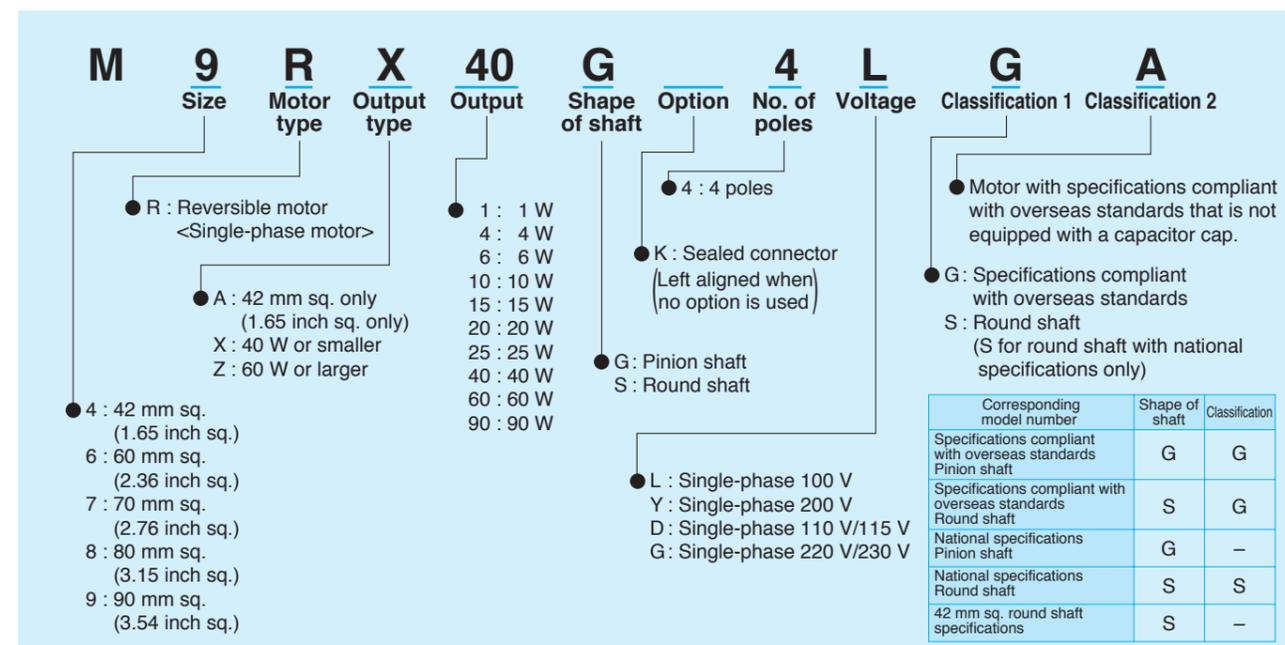 M 9 R X 40 G 4 L G A
Size Motor type Output type Output Shape of shaft Option No. of poles Voltage Classification 1 Classification 2
R : Reversible motor
<Single-phase motor>
A : 42 mm sq. only
(1.65 inch sq. only)
X : 40 W or smaller
Z : 60 W or larger
4 : 42 mm sq.
(1.65 inch sq.)
6 : 60 mm sq.
(2.36 inch sq.)
7 : 70 mm sq.
(2.76 inch sq.)
8 : 80 mm sq.
(3.15 inch sq.)
9 : 90 mm sq.
(3.54 inch sq.)
1 : 1 W
4 : 4 W
6 : 6 W
10 : 10 W
15 : 15 W
20 : 20 W
25 : 25 W
40 : 40 W
60 : 60 W
90 : 90 W
4 : 4 poles
K : Sealed connector
(Left aligned when
no option is used)
G : Pinion shaft
S : Round shaft
L : Single-phase 100 V
Y : Single-phase 200 V
D : Single-phase 110 V/115 V
G : Single-phase 220 V/230 V
Motor with specifications compliant
with overseas standards that is not
equipped with a capacitor cap.
G : Specifications compliant
with overseas standards
S : Round shaft
(S for round shaft with national
specifications only)
Corresponding model number Shape of shaft Classification
Specifications compliant
with overseas standards
Pinion shaft G G
Specifications compliant with
overseas standards
Round shaft S G
National specifications
Pinion shaft G –
National specifications
Round shaft S S
42 mm sq. round shaft
specifications S –